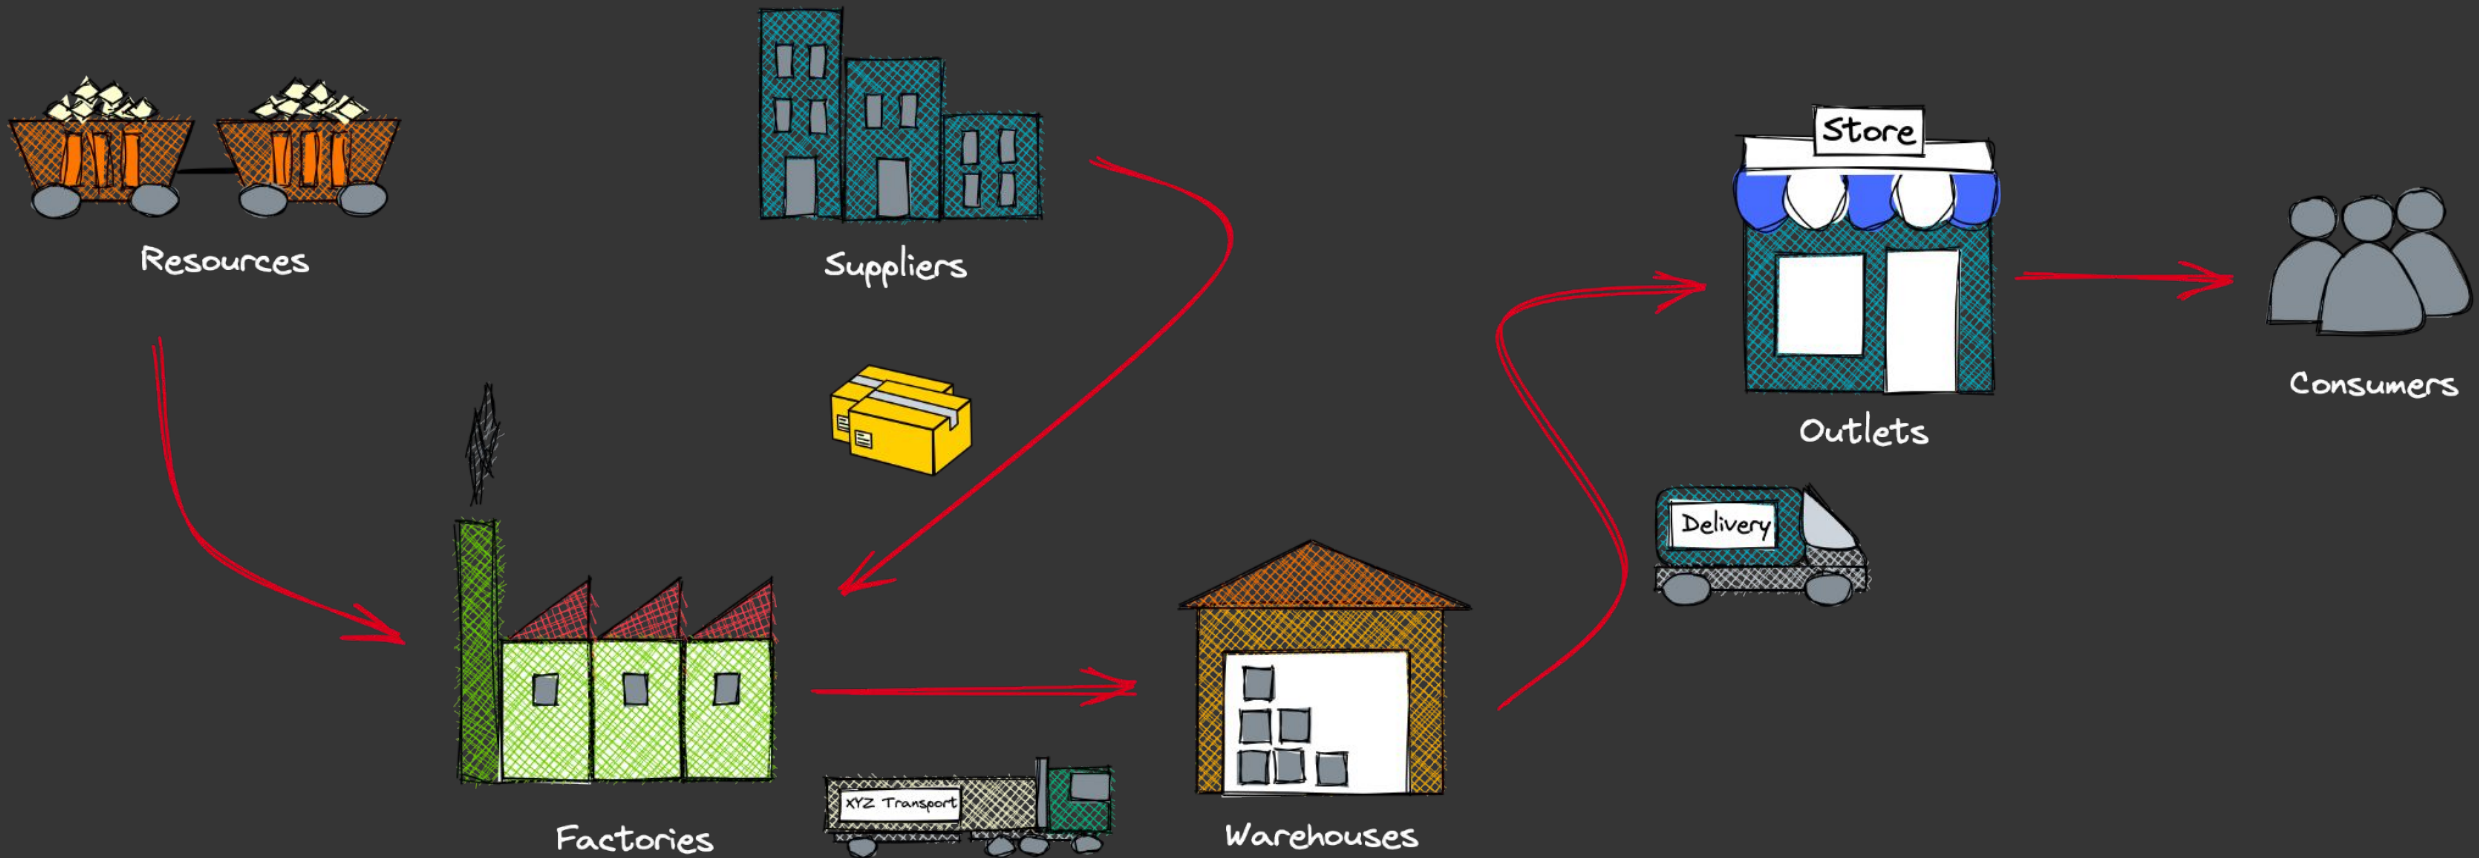 Resources
Suppliers
Store
Outlets
Consumers
Delivery
Factories
XYZ Transport
Warehouses